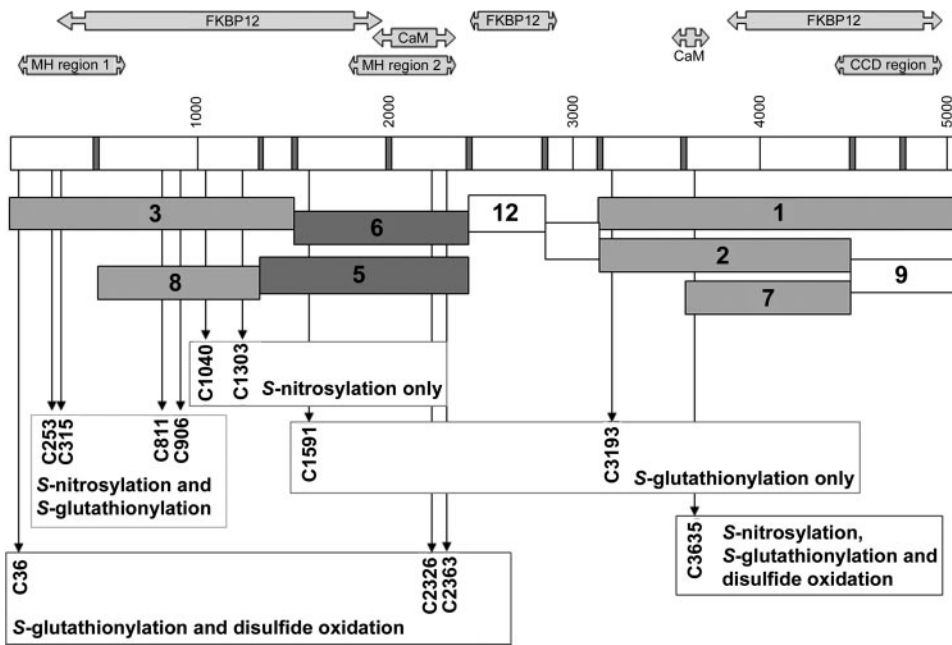 FKBP12
FKBP12
FKBP12
CaM
CaM
MH region 1
MH region 2
CCD region
1000
2000
3000
4000
5000
3
6
12
1
2
8
5
7
9
C1040
C1303
S-nitrosylation only
C253
C315
C811
C906
S-nitrosylation and
S-glutathionylation
C1591
C3193
S-glutathionylation only
C3635
S-nitrosylation,
S-glutathionylation and
disulfide oxidation
C36
C2326
C2363
S-glutathionylation and disulfide oxidation